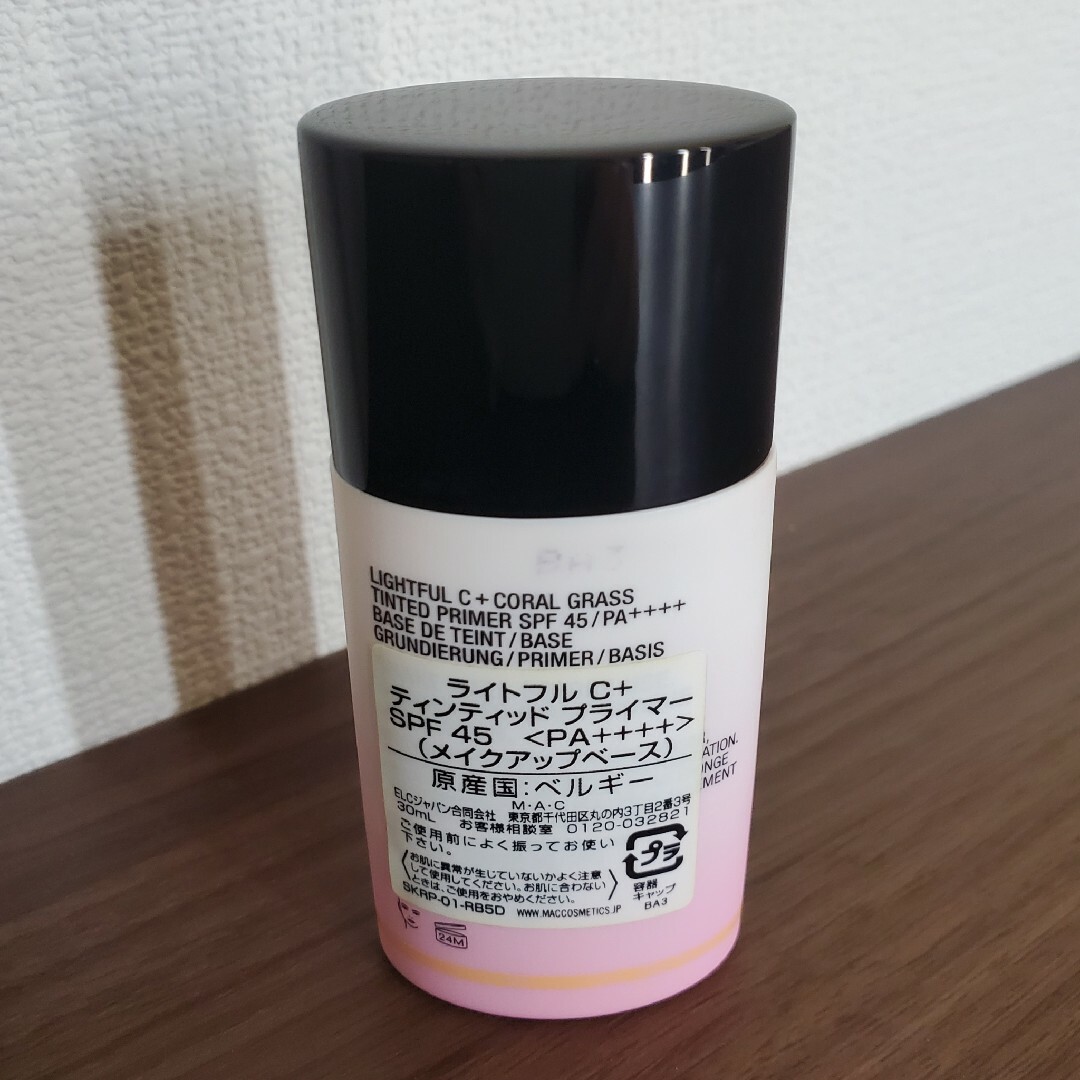 LIGHTFUL C + CORAL GRASS
TINTED PRIMER SPF 45/PA++++
BASE DE TEINT/BASE
GRUNDIERUNG/PRIMER/BASIS
ライトフル C+
ティンティッド プライマー
SPF 45 <PA++++>
(メイクアップベース)
原産国:ベルギー
M・A・C
ELCジャパン合同会社 東京都千代田区丸の内3丁目2番3号
30mL お客様相談室 0120-032821
ご使用前によく振ってお使い
下さい。
お肌に異常が生じていないかよく注意
して使用してください。お肌に合わない
ときは、ご使用をおやめください。
SKRP-01-RB5D WWW.MACCOSMETICS.JP
プラ
容器
キャップ
BA3
24M